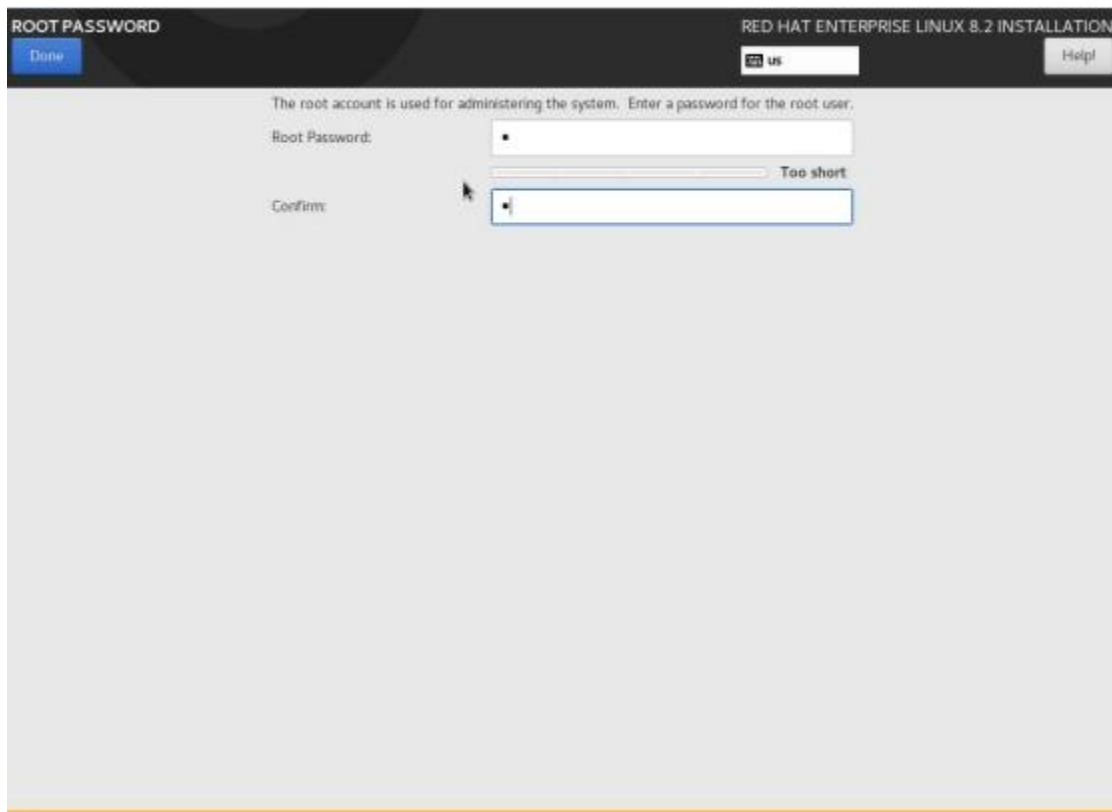 ROOT PASSWORD
RED HAT ENTERPRISE LINUX 8.2 INSTALLATION
Done
us
Help!
The root account is used for administering the system. Enter a password for the root user.
Root Password:
Too short
Confirm: